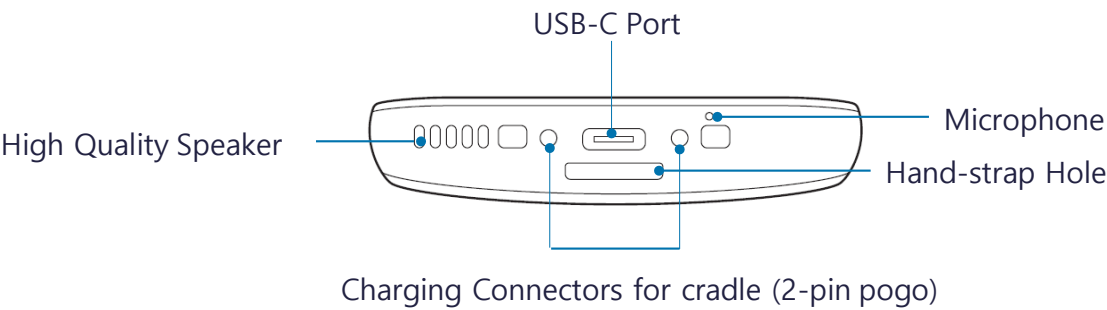 USB-C Port
Microphone
High Quality Speaker
Hand-strap Hole
Charging Connectors for cradle (2-pin pogo)